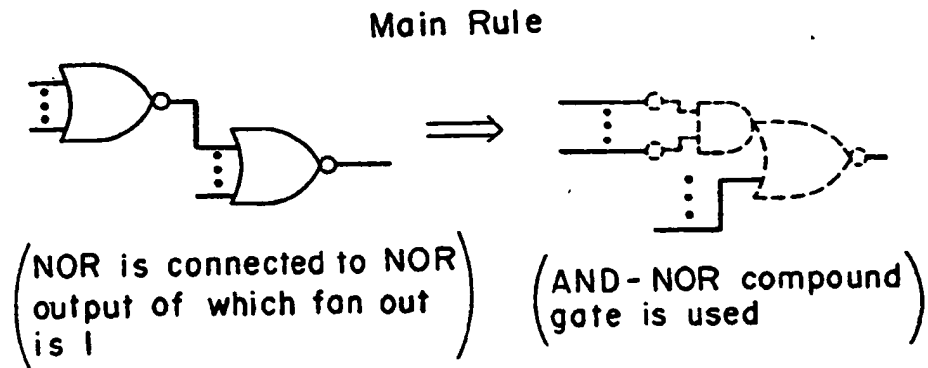 Main Rule
(NOR is connected to NOR
output of which fan out
is 1)
(AND-NOR compound
gate is used)